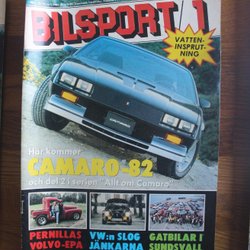 BILSPORT 1
VATTEN-
INSPRUT-
NING
Här kommer
CAMARO-82
och del 2 i serien "Allt om Camaro"
PERNILLAS
VOLVO-EPA
VW:n SLOG
JÄNKARNA
GATBILAR I
SUNDSVALL